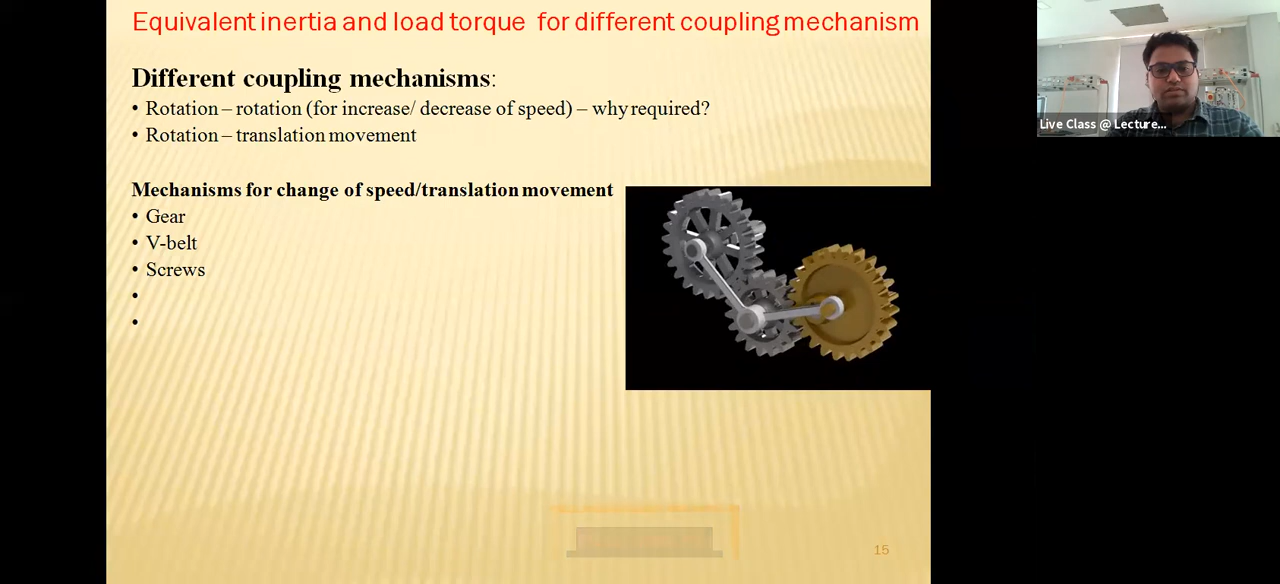 Equivalent inertia and load torque for different coupling mechanism
Different coupling mechanisms:
• Rotation – rotation (for increase/ decrease of speed) – why required?
• Rotation – translation movement
Mechanisms for change of speed/translation movement
• Gear
• V-belt
• Screws
•
•
15
Live Class @ Lecture...